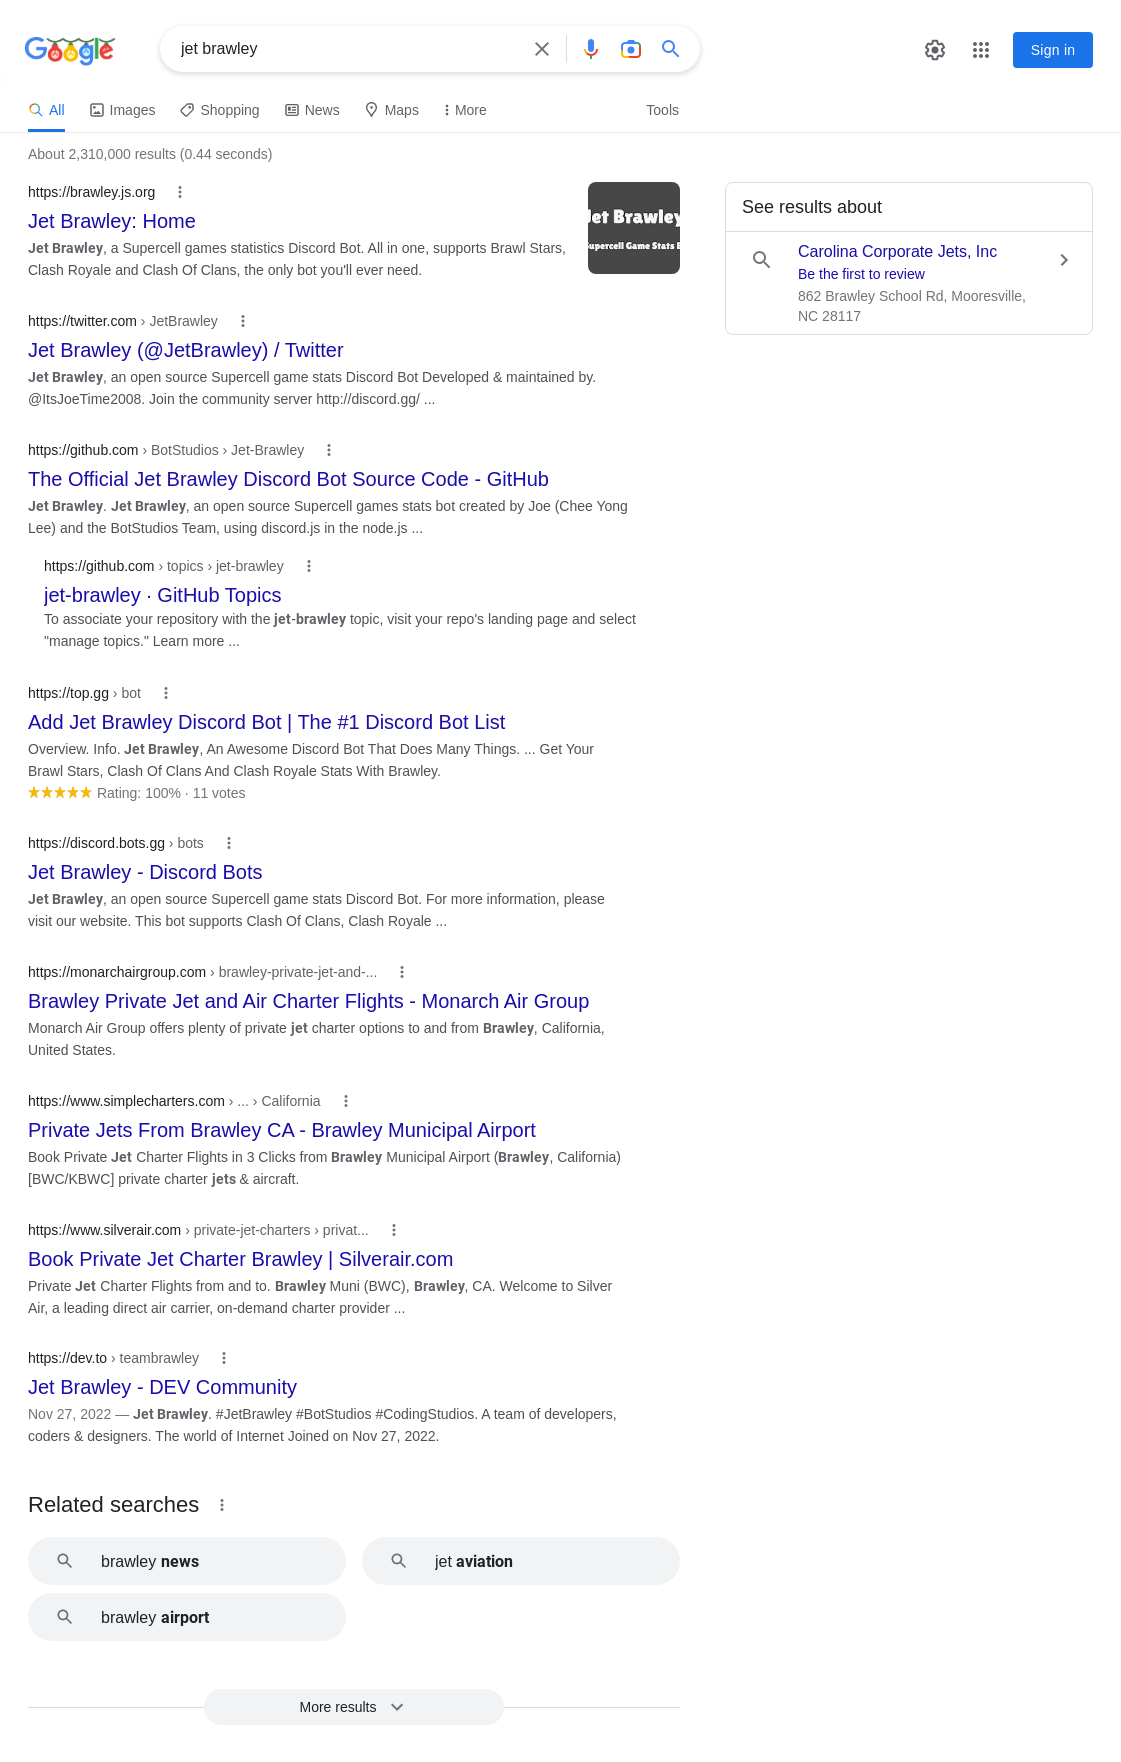 Google
jet brawley
Sign in
All
Images
Shopping
News
Maps
More
Tools
About 2,310,000 results (0.44 seconds)
https://brawley.js.org
Jet Brawley: Home
Jet Brawley, a Supercell games statistics Discord Bot. All in one, supports Brawl Stars,
Clash Royale and Clash Of Clans, the only bot you'll ever need.
Jet Brawley
Supercell Game Stats B
See results about
Carolina Corporate Jets, Inc
Be the first to review
862 Brawley School Rd, Mooresville,
NC 28117
https://twitter.com › JetBrawley
Jet Brawley (@JetBrawley) / Twitter
Jet Brawley, an open source Supercell game stats Discord Bot Developed & maintained by.
@ItsJoeTime2008. Join the community server http://discord.gg/ ...
https://github.com › BotStudios › Jet-Brawley
The Official Jet Brawley Discord Bot Source Code - GitHub
Jet Brawley. Jet Brawley, an open source Supercell games stats bot created by Joe (Chee Yong
Lee) and the BotStudios Team, using discord.js in the node.js ...
https://github.com › topics › jet-brawley
jet-brawley · GitHub Topics
To associate your repository with the jet-brawley topic, visit your repo's landing page and select
"manage topics." Learn more ...
https://top.gg › bot
Add Jet Brawley Discord Bot | The #1 Discord Bot List
Overview. Info. Jet Brawley, An Awesome Discord Bot That Does Many Things. ... Get Your
Brawl Stars, Clash Of Clans And Clash Royale Stats With Brawley.
Rating: 100% · 11 votes
https://discord.bots.gg › bots
Jet Brawley - Discord Bots
Jet Brawley, an open source Supercell game stats Discord Bot. For more information, please
visit our website. This bot supports Clash Of Clans, Clash Royale ...
https://monarchairgroup.com › brawley-private-jet-and-...
Brawley Private Jet and Air Charter Flights - Monarch Air Group
Monarch Air Group offers plenty of private jet charter options to and from Brawley, California,
United States.
https://www.simplecharters.com › ... › California
Private Jets From Brawley CA - Brawley Municipal Airport
Book Private Jet Charter Flights in 3 Clicks from Brawley Municipal Airport (Brawley, California)
[BWC/KBWC] private charter jets & aircraft.
https://www.silverair.com › private-jet-charters › privat...
Book Private Jet Charter Brawley | Silverair.com
Private Jet Charter Flights from and to. Brawley Muni (BWC), Brawley, CA. Welcome to Silver
Air, a leading direct air carrier, on-demand charter provider ...
https://dev.to › teambrawley
Jet Brawley - DEV Community
Nov 27, 2022 — Jet Brawley. #JetBrawley #BotStudios #CodingStudios. A team of developers,
coders & designers. The world of Internet Joined on Nov 27, 2022.
Related searches
brawley news
jet aviation
brawley airport
More results